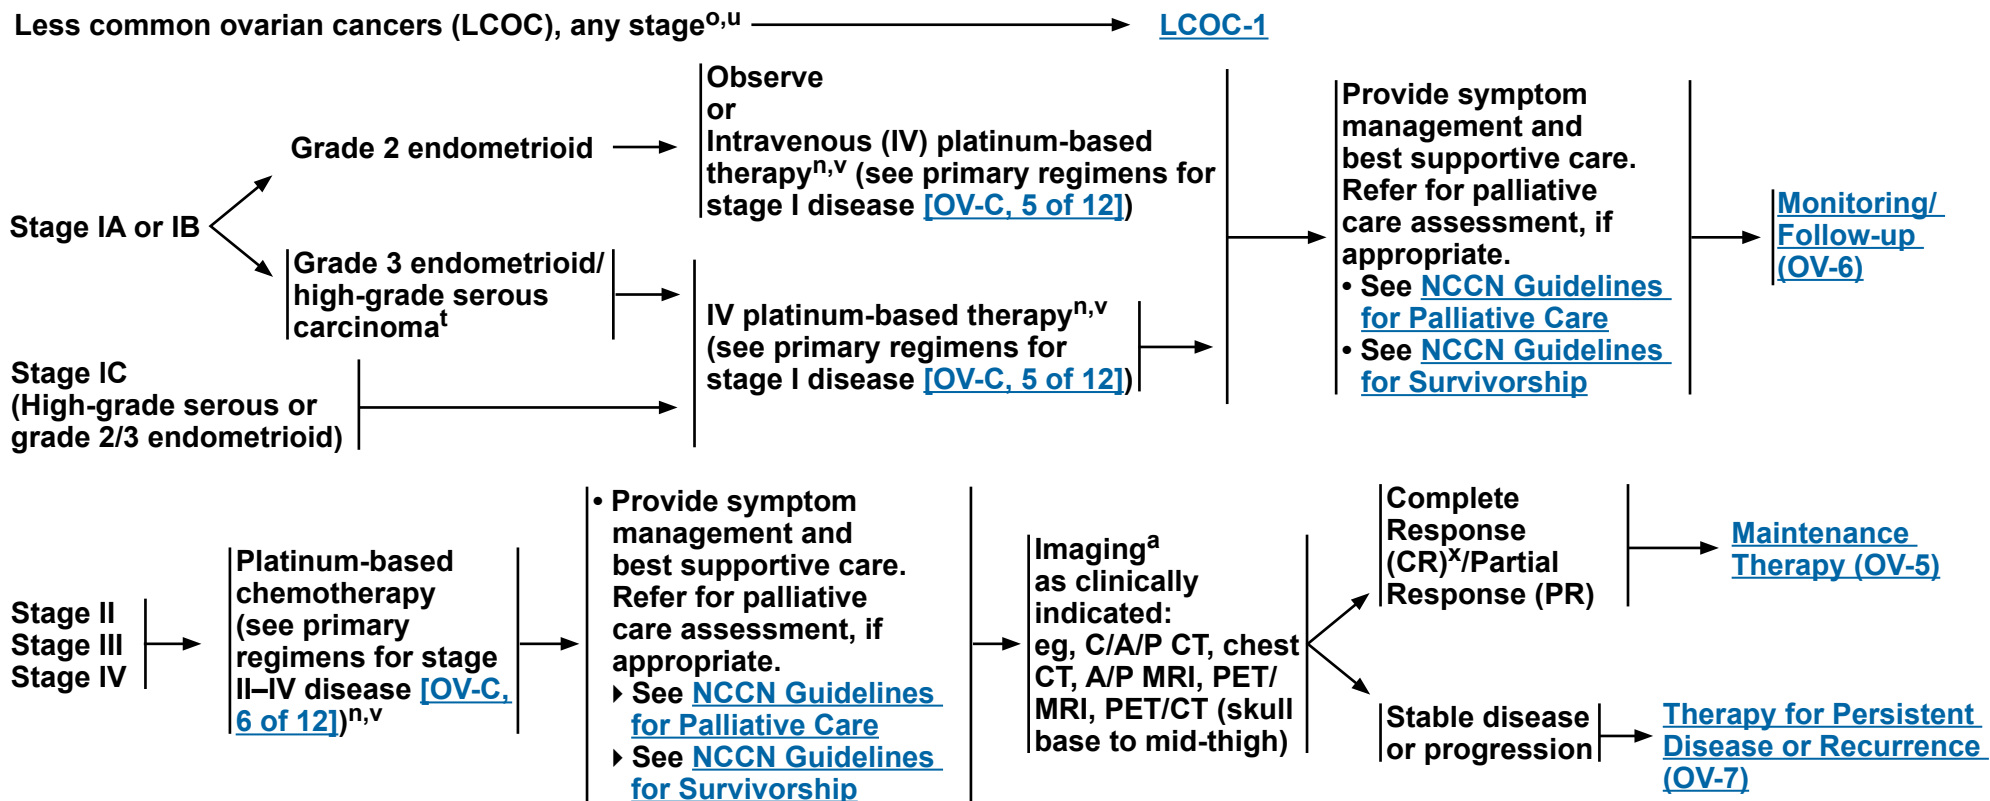 Less common ovarian cancers (LCOC), any stage^o,u
LCOC-1
Stage IA or IB
Grade 2 endometrioid
Observe
or
Intravenous (IV) platinum-based
therapy^n,v (see primary regimens for
stage I disease [OV-C, 5 of 12])
Grade 3 endometrioid/
high-grade serous
carcinoma^t
Stage IC
(High-grade serous or
grade 2/3 endometrioid)
IV platinum-based therapy^n,v
(see primary regimens for
stage I disease [OV-C, 5 of 12])
Provide symptom
management and
best supportive care.
Refer for palliative
care assessment, if
appropriate.
• See NCCN Guidelines
for Palliative Care
• See NCCN Guidelines
for Survivorship
Monitoring/
Follow-up
(OV-6)
Stage II
Stage III
Stage IV
Platinum-based
chemotherapy
(see primary
regimens for stage
II–IV disease [OV-C,
6 of 12])^n,v
• Provide symptom
management and
best supportive care.
Refer for palliative
care assessment, if
appropriate.
▸ See NCCN Guidelines
for Palliative Care
▸ See NCCN Guidelines
for Survivorship
Imaging^a
as clinically
indicated:
eg, C/A/P CT, chest
CT, A/P MRI, PET/
MRI, PET/CT (skull
base to mid-thigh)
Complete
Response
(CR)^x/Partial
Response (PR)
Maintenance
Therapy (OV-5)
Stable disease
or progression
Therapy for Persistent
Disease or Recurrence
(OV-7)